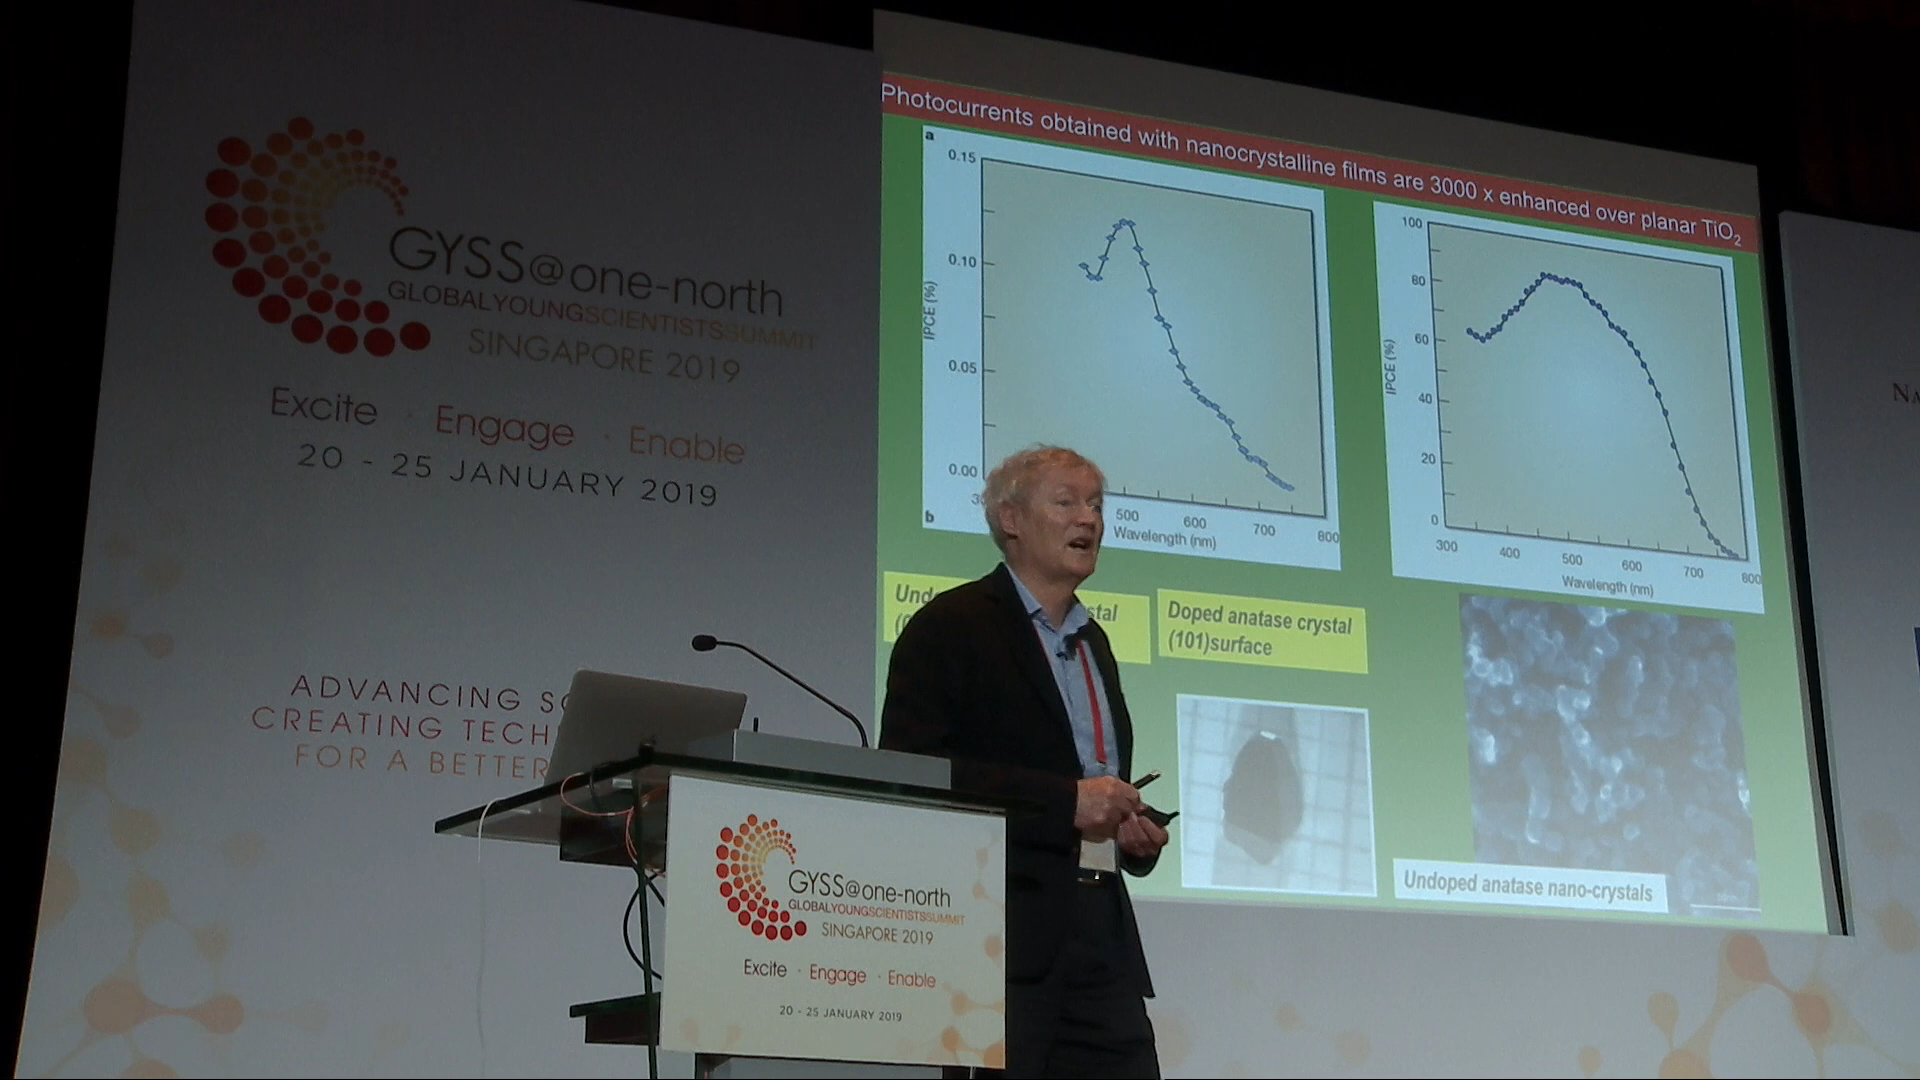 GYSS@one-north
GLOBALYOUNGSCIENTISTSSUMMIT
SINGAPORE 2019
Excite · Engage · Enable
20 - 25 JANUARY 2019
ADVANCING
CREATING
FOR A BETTER
Photocurrents obtained with nanocrystalline films are 3000 x enhanced over planar TiO2
a
0.15
0.10
0.05
0.00
IPCE (%)
b
500 600 700 800
Wavelength (nm)
100
80
60
40
20
0
IPCE (%)
300 400 500 600 700 800
Wavelength (nm)
Doped anatase crystal
(101)surface
Undoped anatase nano-crystals
GYSS@one-north
GLOBALYOUNGSCIENTISTSSUMMIT
SINGAPORE 2019
Excite · Engage · Enable
20 - 25 JANUARY 2019